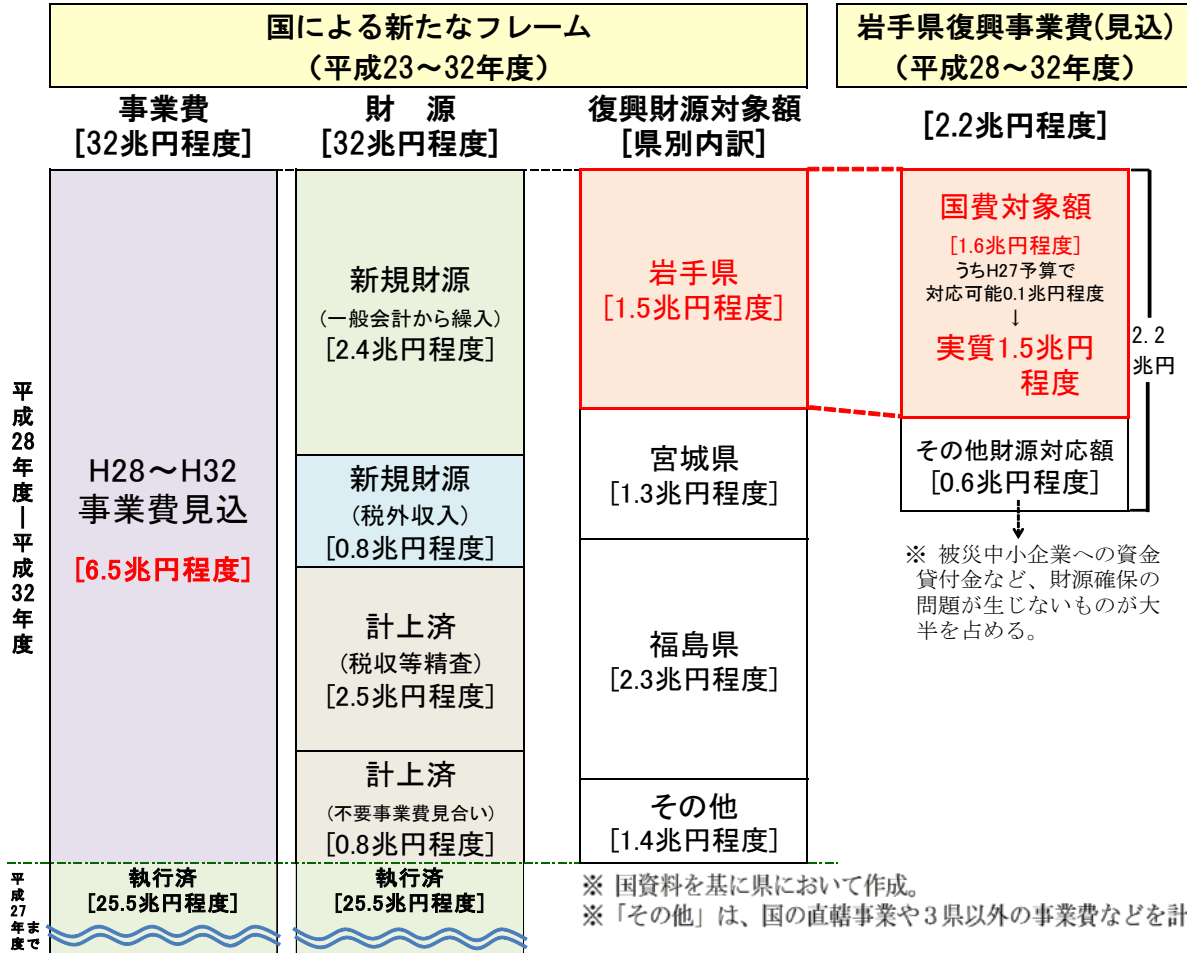 国による新たなフレーム
（平成23～32年度）
岩手県復興事業費(見込)
（平成28～32年度）
事業費
[32兆円程度]
財　源
[32兆円程度]
復興財源対象額
[県別内訳]
[2.2兆円程度]
平成28年度―平成32年度
H28～H32
事業費見込
[6.5兆円程度]
新規財源
(一般会計から繰入)
[2.4兆円程度]
新規財源
(税外収入)
[0.8兆円程度]
計上済
(税収等精査)
[2.5兆円程度]
計上済
(不要事業費見合い)
[0.8兆円程度]
岩手県
[1.5兆円程度]
宮城県
[1.3兆円程度]
福島県
[2.3兆円程度]
その他
[1.4兆円程度]
国費対象額
[1.6兆円程度]
うちH27予算で
対応可能0.1兆円程度
↓
実質1.5兆円
程度
2.2
兆円
その他財源対応額
[0.6兆円程度]
※ 被災中小企業への資金
貸付金など、財源確保の
問題が生じないものが大
半を占める。
平成27年度まで
執行済
[25.5兆円程度]
執行済
[25.5兆円程度]
※ 国資料を基に県において作成。
※「その他」は、国の直轄事業や３県以外の事業費などを計